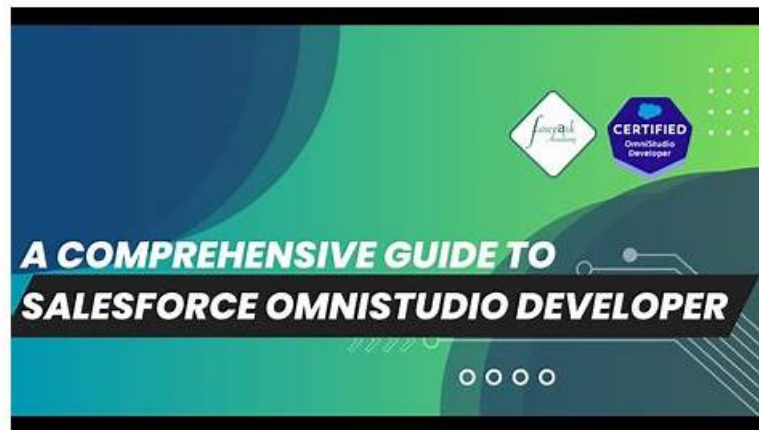 CERTIFIED
OmniStudio
Developer
A COMPREHENSIVE GUIDE TO
SALESFORCE OMNISTUDIO DEVELOPER